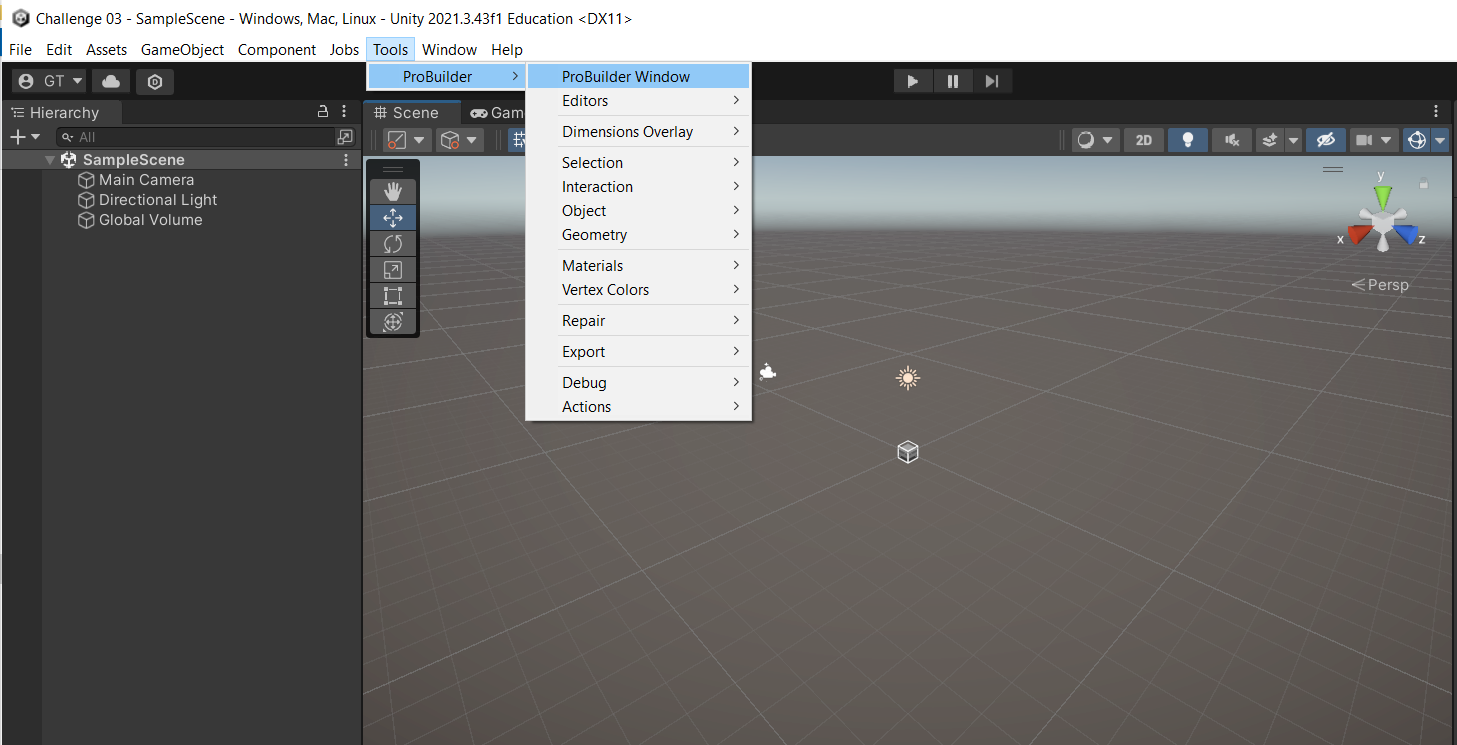 Challenge 03 - SampleScene - Windows, Mac, Linux - Unity 2021.3.43f1 Education <DX11>
File Edit Assets GameObject Component Jobs Tools Window Help
GT
ProBuilder
ProBuilder Window
Editors
Dimensions Overlay
Selection
Interaction
Object
Geometry
Materials
Vertex Colors
Repair
Export
Debug
Actions
Hierarchy
All
SampleScene
Main Camera
Directional Light
Global Volume
Scene Gam
2D
y
x z
Persp